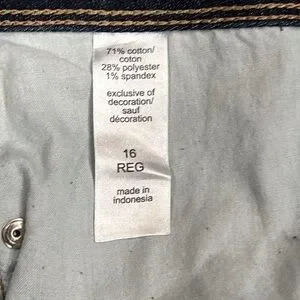 71% cotton/
coton
28% polyester
1% spandex
exclusive of
decoration/
sauf
décoration
16
REG
made in
indonesia